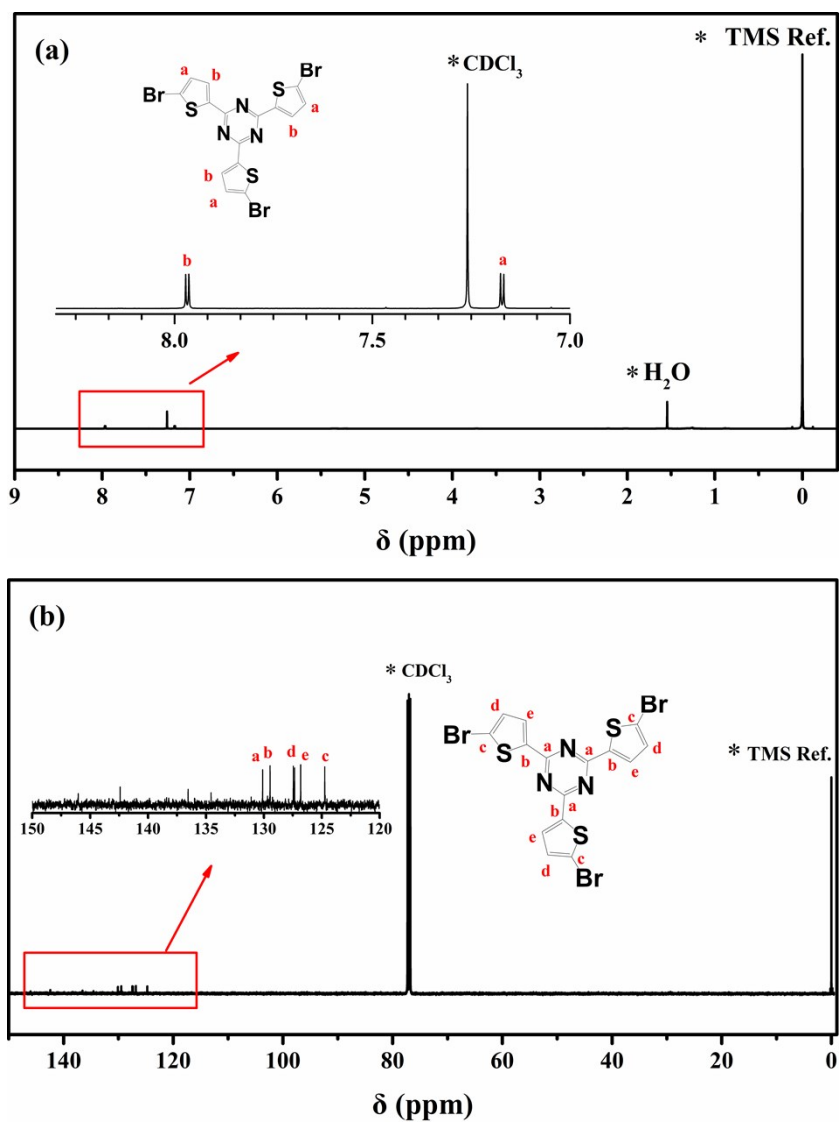 (a)
* TMS Ref.
* CDCl3
a b Br
Br S N S a
S N N b
b S
a Br
b a
8.0 7.5 7.0
* H2O
9 8 7 6 5 4 3 2 1 0
δ (ppm)
(b)
* CDCl3
d e Br
Br S N S c
c b a a b d
N N e
a
b
e S
d c
Br
* TMS Ref.
a b d e c
150 145 140 135 130 125 120
140 120 100 80 60 40 20 0
δ (ppm)